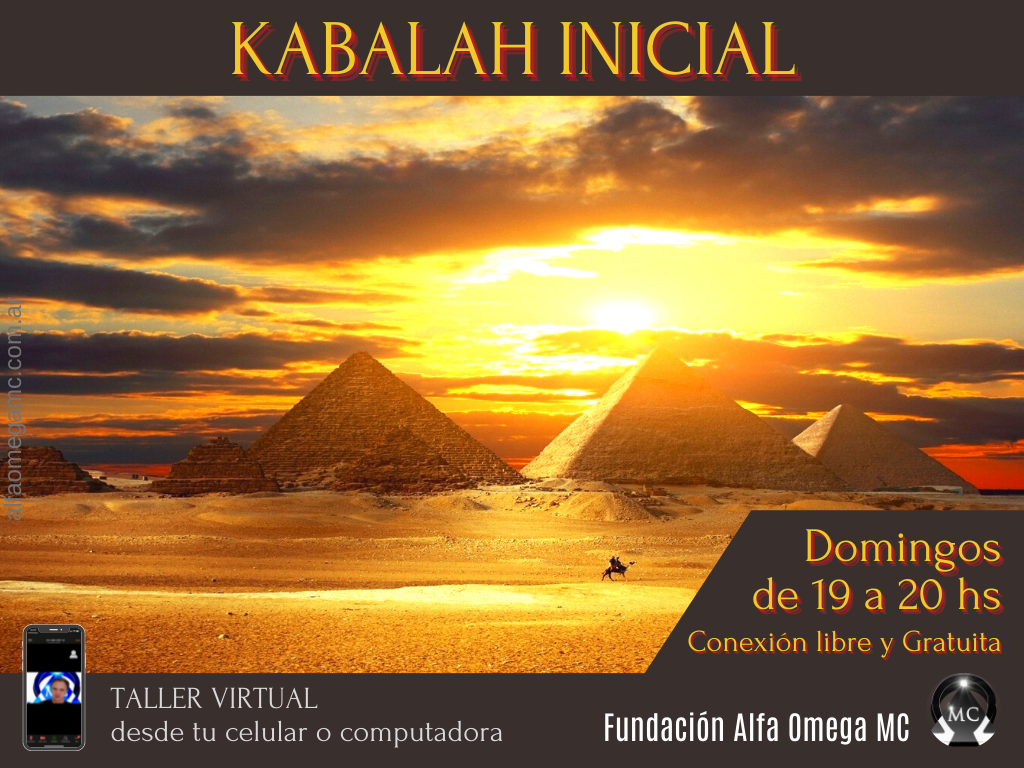 KABALAH INICIAL
alfaomegamc.com.ar
Domingos
de 19 a 20 hs
Conexión libre y Gratuita
TALLER VIRTUAL
desde tu celular o computadora
Fundación Alfa Omega MC
MC